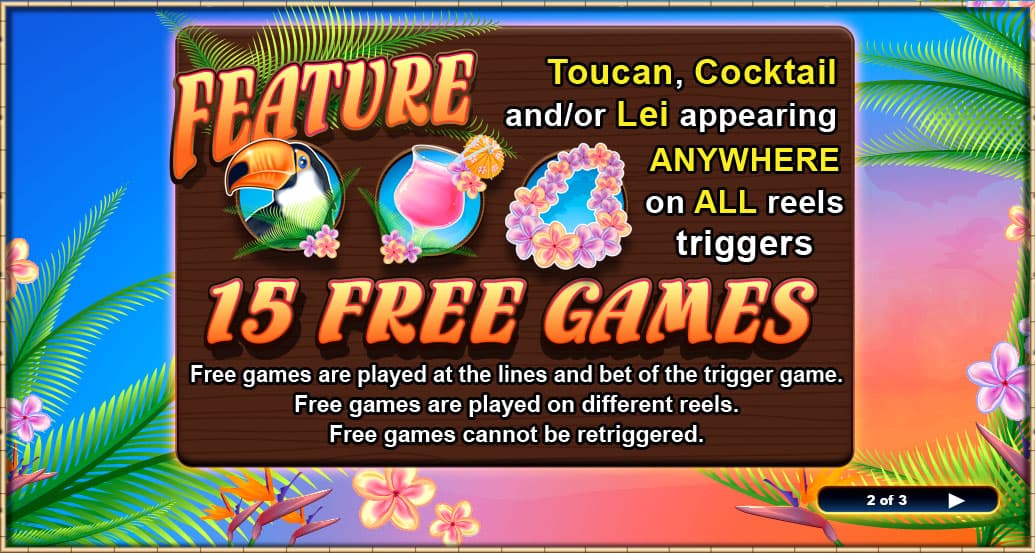 FEATURE
Toucan, Cocktail
and/or Lei appearing
ANYWHERE
on ALL reels
triggers
15 FREE GAMES
Free games are played at the lines and bet of the trigger game.
Free games are played on different reels.
Free games cannot be retriggered.
2 of 3